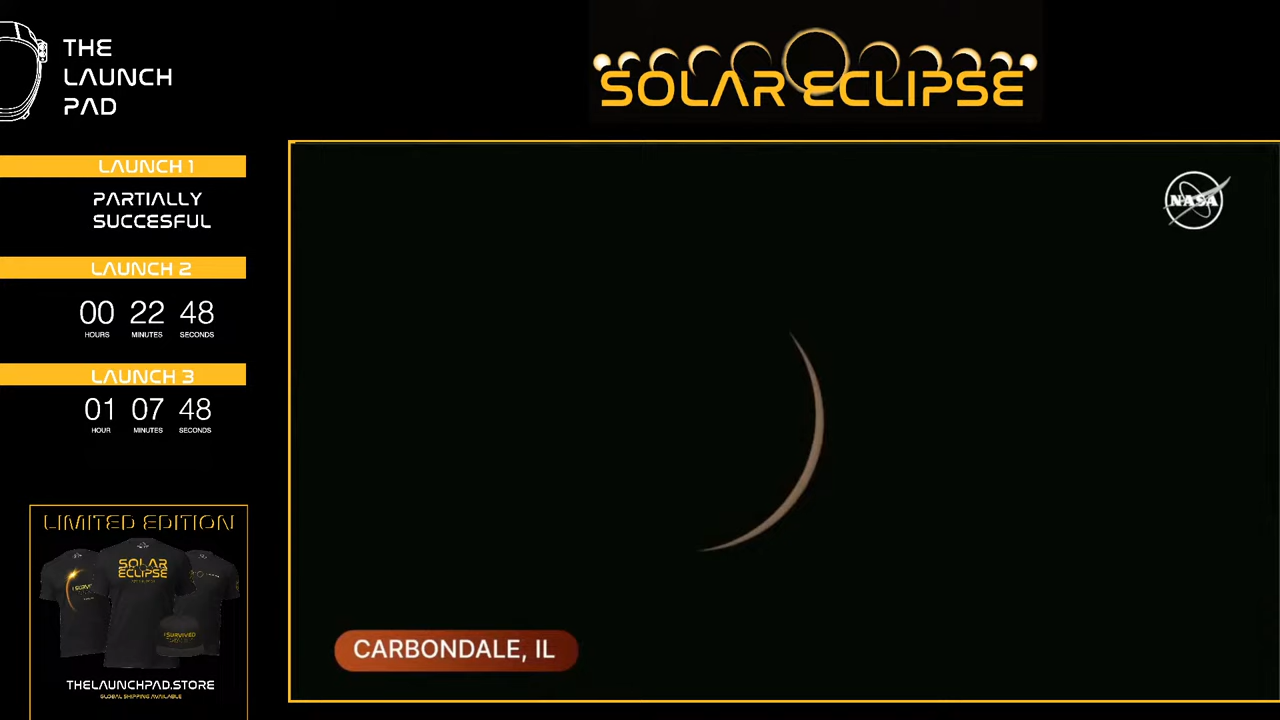 THE
LAUNCH
PAD
SOLAR ECLIPSE
LAUNCH 1
PARTIALLY
SUCCESFUL
LAUNCH 2
00 22 48
HOURS MINUTES SECONDS
LAUNCH 3
01 07 48
HOUR MINUTES SECONDS
NASA
LIMITED EDITION
SOLAR
ECLIPSE
I SURVIVED
THELAUNCHPAD.STORE
GLOBAL SHIPPING AVAILABLE
CARBONDALE, IL